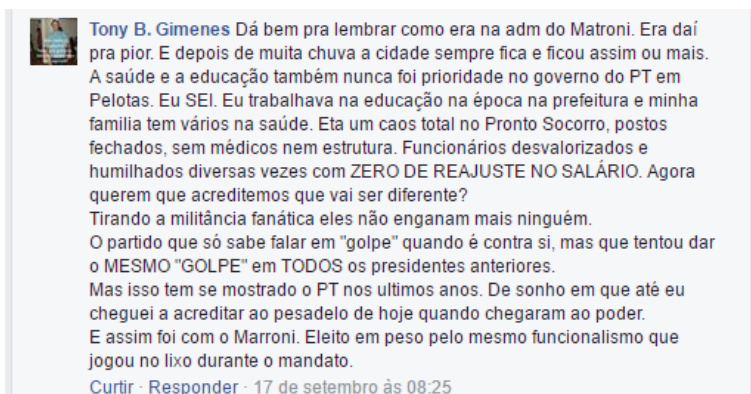 Tony B. Gimenes Dá bem pra lembrar como era na adm do Matroni. Era daí
pra pior. E depois de muita chuva a cidade sempre fica e ficou assim ou mais.
A saúde e a educação também nunca foi prioridade no governo do PT em
Pelotas. Eu SEI. Eu trabalhava na educação na época na prefeitura e minha
familia tem vários na saúde. Eta um caos total no Pronto Socorro, postos
fechados, sem médicos nem estrutura. Funcionários desvalorizados e
humilhados diversas vezes com ZERO DE REAJUSTE NO SALÁRIO. Agora
querem que acreditemos que vai ser diferente?
Tirando a militância fanática eles não enganam mais ninguém.
O partido que só sabe falar em "golpe" quando é contra si, mas que tentou dar
o MESMO "GOLPE" em TODOS os presidentes anteriores.
Mas isso tem se mostrado o PT nos ultimos anos. De sonho em que até eu
cheguei a acreditar ao pesadelo de hoje quando chegaram ao poder.
E assim foi com o Marroni. Eleito em peso pelo mesmo funcionalismo que
jogou no lixo durante o mandato.
Curtir · Responder · 17 de setembro às 08:25